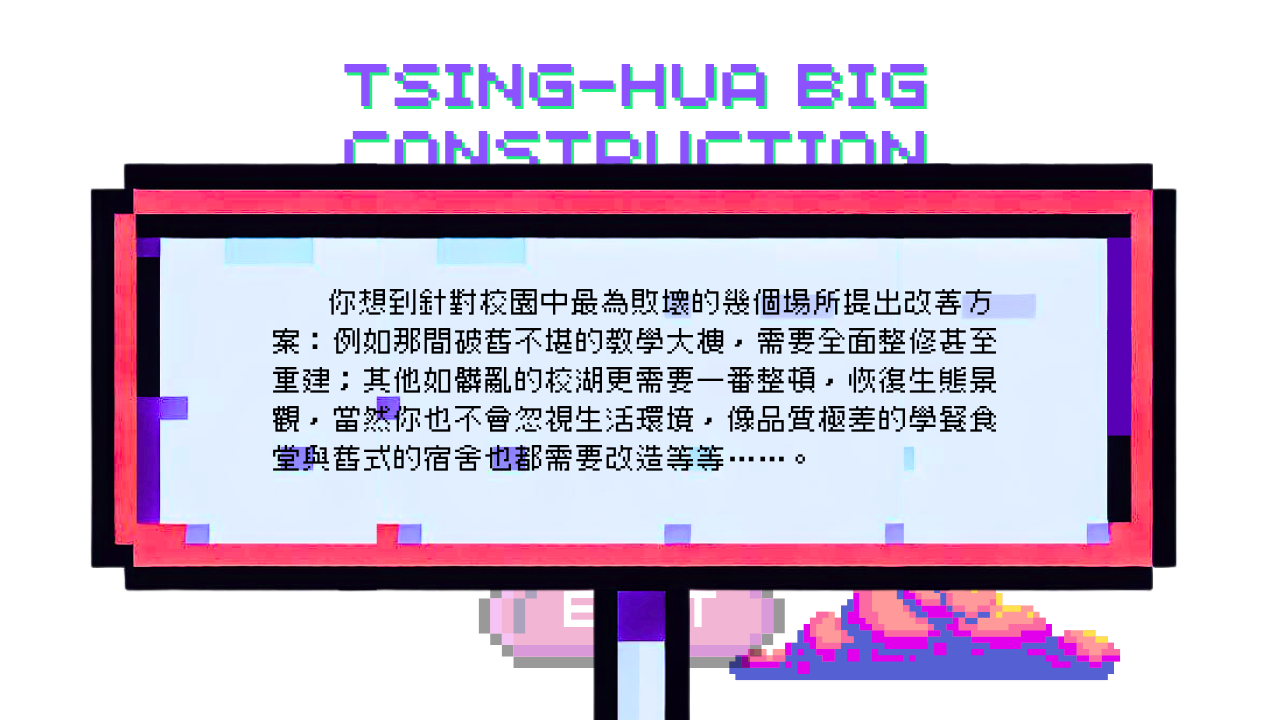 TSING-HUA BIG
CONSTRUCTION
你想到針對校園中最為敗壞的幾個場所提出改善方
案：例如那間破舊不堪的教學大樓，需要全面整修甚至
重建；其他如髒亂的校湖更需要一番整頓，恢復生態景
觀，當然你也不會忽視生活環境，像品質極差的學餐食
堂與舊式的宿舍也都需要改造等等……。